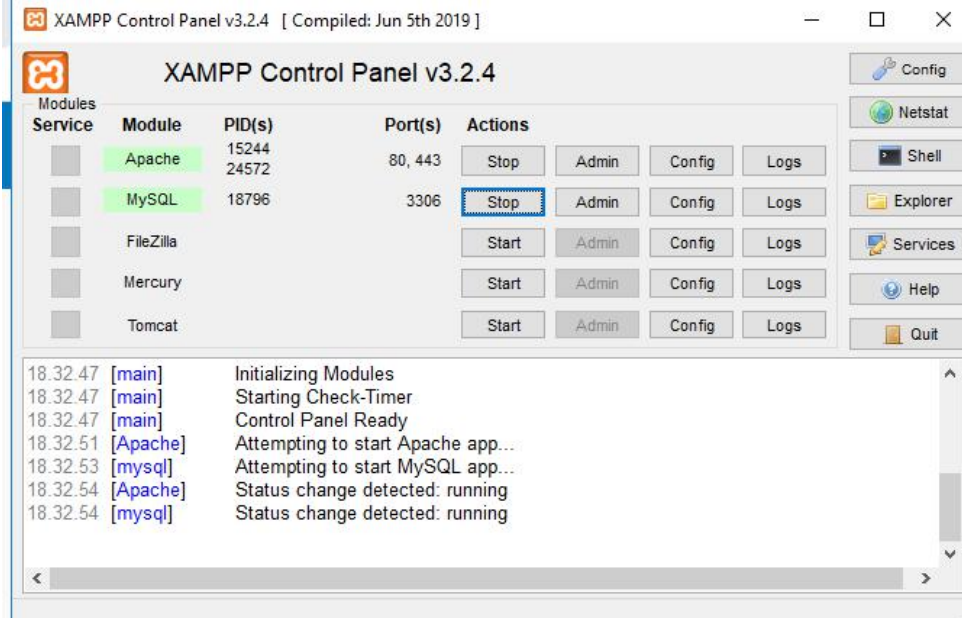 XAMPP Control Panel v3.2.4 [ Compiled: Jun 5th 2019 ]
XAMPP Control Panel v3.2.4
Config
Modules
Service Module PID(s) Port(s) Actions
Netstat
Apache 15244 24572 80, 443 Stop Admin Config Logs
Shell
MySQL 18796 3306 Stop Admin Config Logs
Explorer
FileZilla Start Admin Config Logs
Services
Mercury Start Admin Config Logs
Help
Tomcat Start Admin Config Logs
Quit
18.32.47 [main] Initializing Modules
18.32.47 [main] Starting Check-Timer
18.32.47 [main] Control Panel Ready
18.32.51 [Apache] Attempting to start Apache app...
18.32.53 [mysql] Attempting to start MySQL app...
18.32.54 [Apache] Status change detected: running
18.32.54 [mysql] Status change detected: running